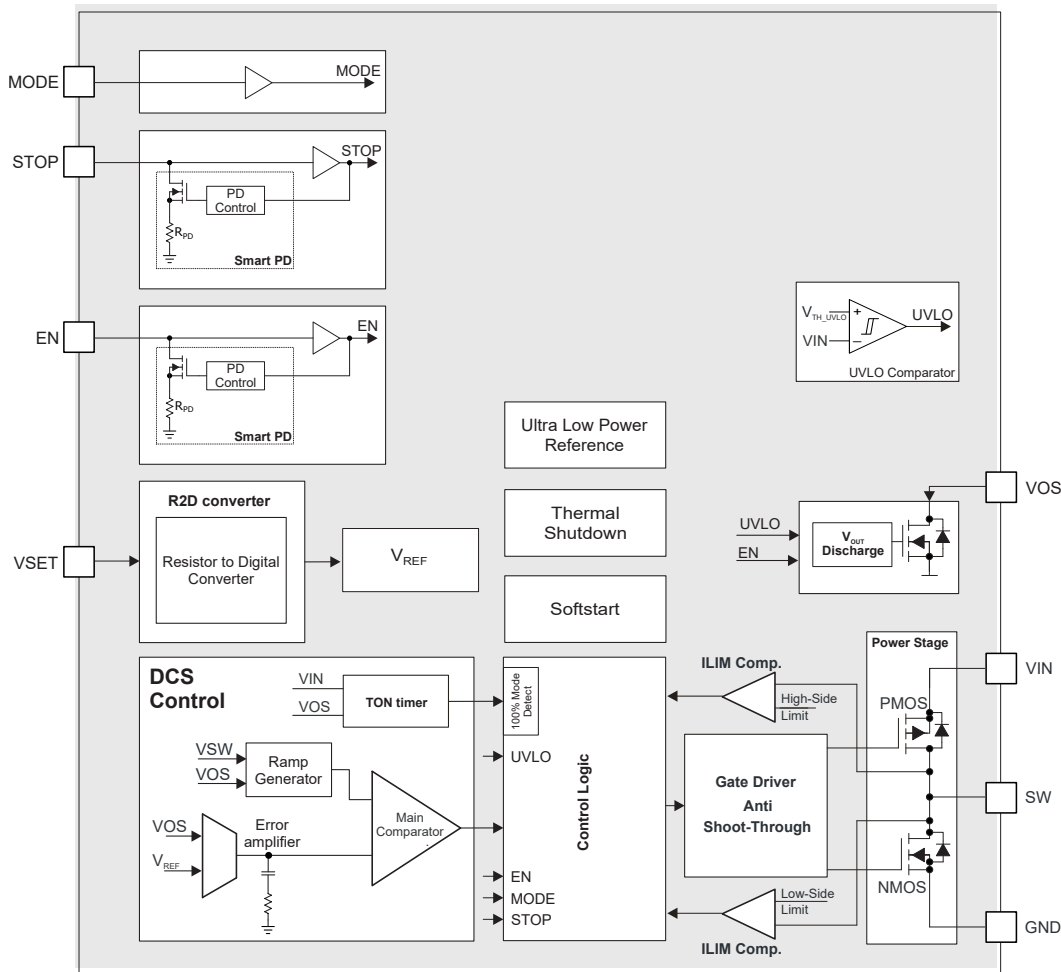 MODE
MODE
STOP
STOP
PD
Control
RPD
Smart PD
EN
EN
PD
Control
RPD
Smart PD
VTH_UVLO
VIN
+
−
UVLO
UVLO Comparator
Ultra Low Power
Reference
Thermal
Shutdown
Softstart
VSET
R2D converter
Resistor to Digital
Converter
VREF
VOS
UVLO
EN
VOUT
Discharge
DCS
Control
VIN
VOS
TON timer
VSW
VOS
Ramp
Generator
VOS
VREF
Error
amplifier
Main
Comparator
.
100% Mode
Detect
UVLO
Control Logic
EN
MODE
STOP
ILIM Comp.
High-Side
Limit
Gate Driver
Anti
Shoot-Through
Low-Side
Limit
ILIM Comp.
Power Stage
PMOS
NMOS
VIN
SW
GND